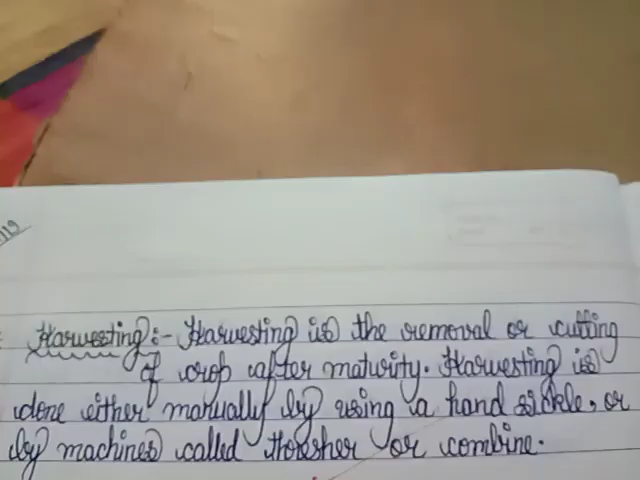 119
Harvesting:- Harvesting is the removal or cutting
of crop after maturity. Harvesting is
done either manually by using a hand sickle, or
by machines called thresher or combine.